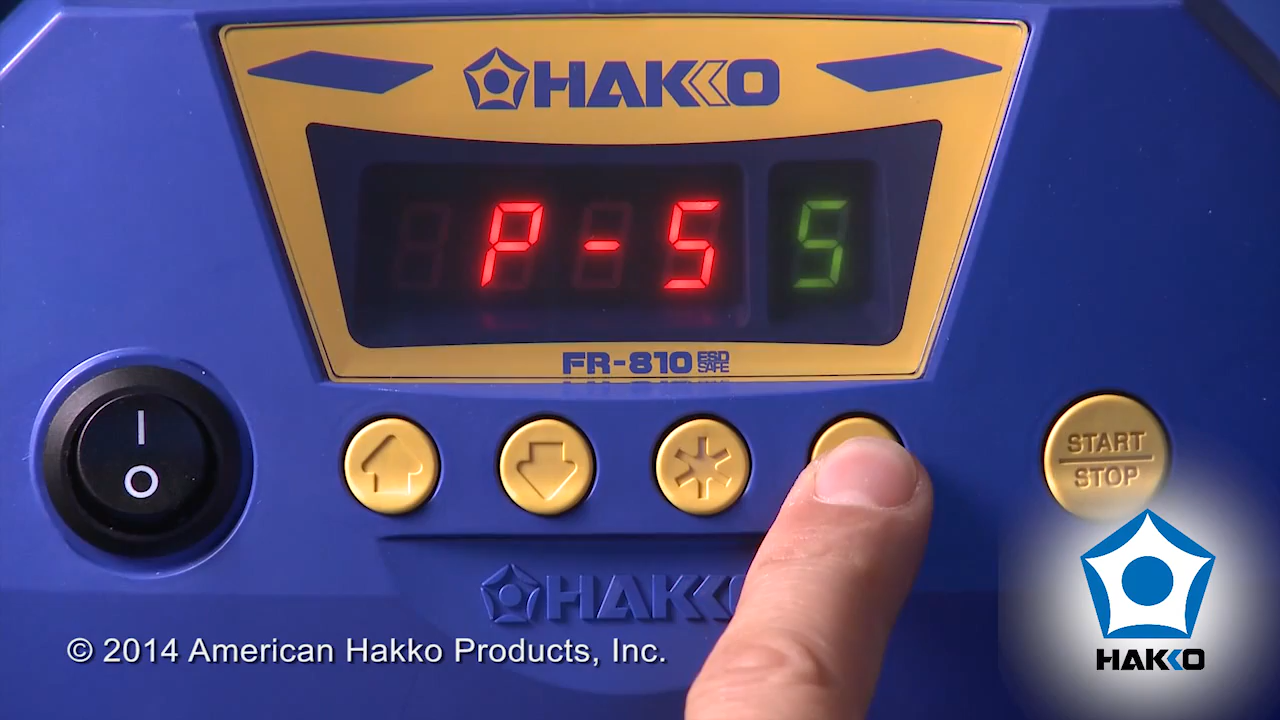 HAKKO
P-5 5
FR-810 ESD SAFE
START
STOP
HAKKO
© 2014 American Hakko Products, Inc.
HAKKO